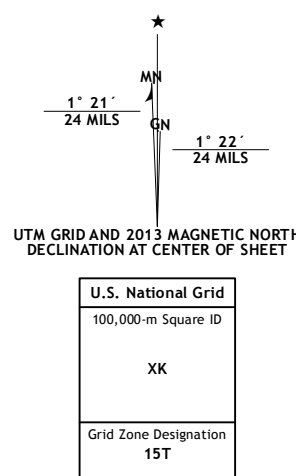 ★
MN
1° 21´
24 MILS
GN
1° 22´
24 MILS
UTM GRID AND 2013 MAGNETIC NORTH
DECLINATION AT CENTER OF SHEET
U.S. National Grid
100,000-m Square ID
XK
Grid Zone Designation
15T